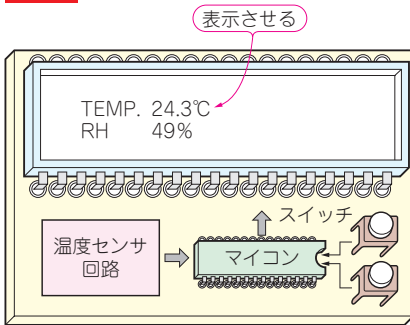 表示させる
TEMP. 24.3℃
RH 49%
スイッチ
温度センサ
回路
マイコン